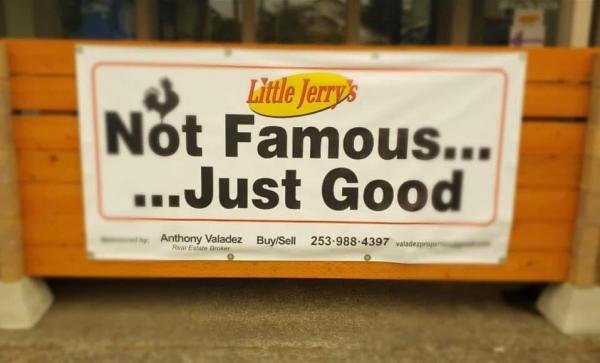 Little Jerry's
Not Famous...
...Just Good
Sponsored by: Anthony Valadez Buy/Sell 253-988-4397
Real Estate Broker